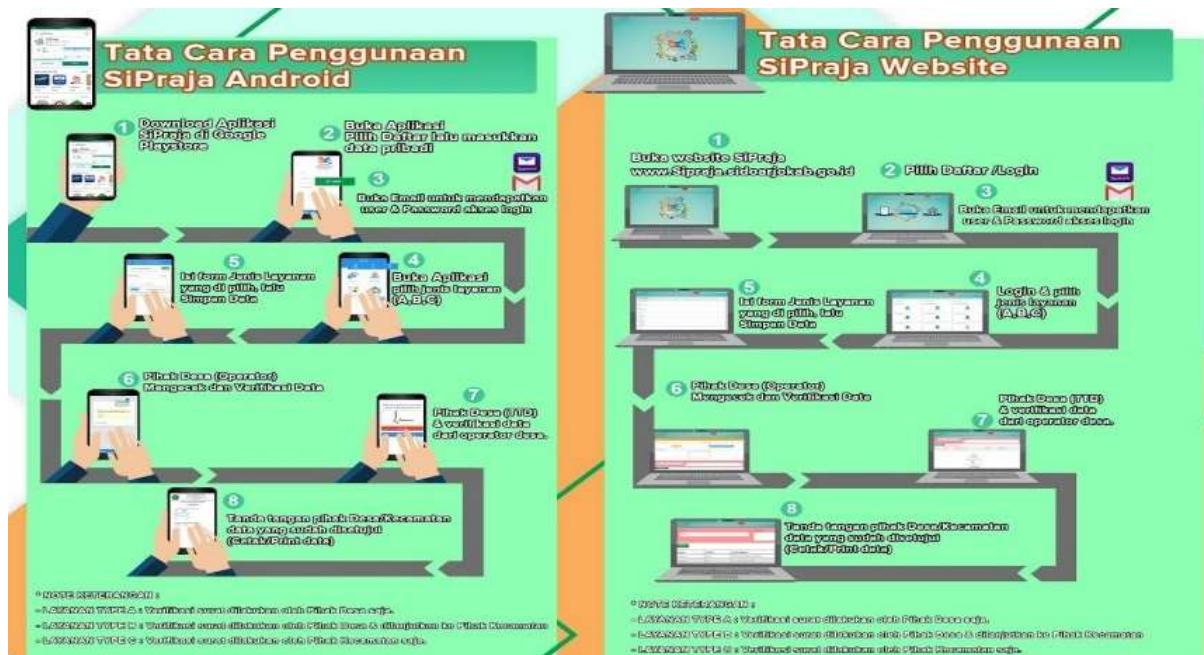 Tata Cara Penggunaan
SiPraja Android
1
Download Aplikasi
SiPraja di Google
Playstore
2
Buka Aplikasi
Pilih Daftar lalu masukkan
data pribadi
3
Buka Email untuk mendapatkan
user & Password akses login
4
Buka Aplikasi
pilih jenis layanan
(A,B,C)
5
Isi form Jenis Layanan
yang di pilih, lalu
Simpan Data
6
Pihak Desa (Operator)
Mengecek dan Verifikasi Data
7
Pihak Desa (TTD)
& verifikasi data
dari operator desa.
8
Tanda tangan pihak Desa/Kecamatan
data yang sudah disetujui
(Cetak/Print data)
* NOTE KETERANGAN :
- LAYANAN TYPE A : Verifikasi surat dilakukan oleh Pihak Desa saja.
- LAYANAN TYPE B : Verifikasi surat dilakukan oleh Pihak Desa & dilanjutkan ke Pihak Kecamatan
- LAYANAN TYPE C : Verifikasi surat dilakukan oleh Pihak Kecamatan saja.
Tata Cara Penggunaan
SiPraja Website
1
Buka website SiPraja
www.Sipraja.sidoarjokab.go.id
2 Pilih Daftar /Login
3
Buka Email untuk mendapatkan
user & Password akses login
4
Login & pilih
jenis layanan
(A,B,C)
5
Isi form Jenis Layanan
yang di pilih, lalu
Simpan Data
6
Pihak Desa (Operator)
Mengecek dan Verifikasi Data
7
Pihak Desa (TTD)
& verifikasi data
dari operator desa.
8
Tanda tangan pihak Desa/Kecamatan
data yang sudah disetujui
(Cetak/Print data)
* NOTE KETERANGAN :
- LAYANAN TYPE A : Verifikasi surat dilakukan oleh Pihak Desa saja.
- LAYANAN TYPE B : Verifikasi surat dilakukan oleh Pihak Desa & dilanjutkan ke Pihak Kecamatan
- LAYANAN TYPE C : Verifikasi surat dilakukan oleh Pihak Kecamatan saja.